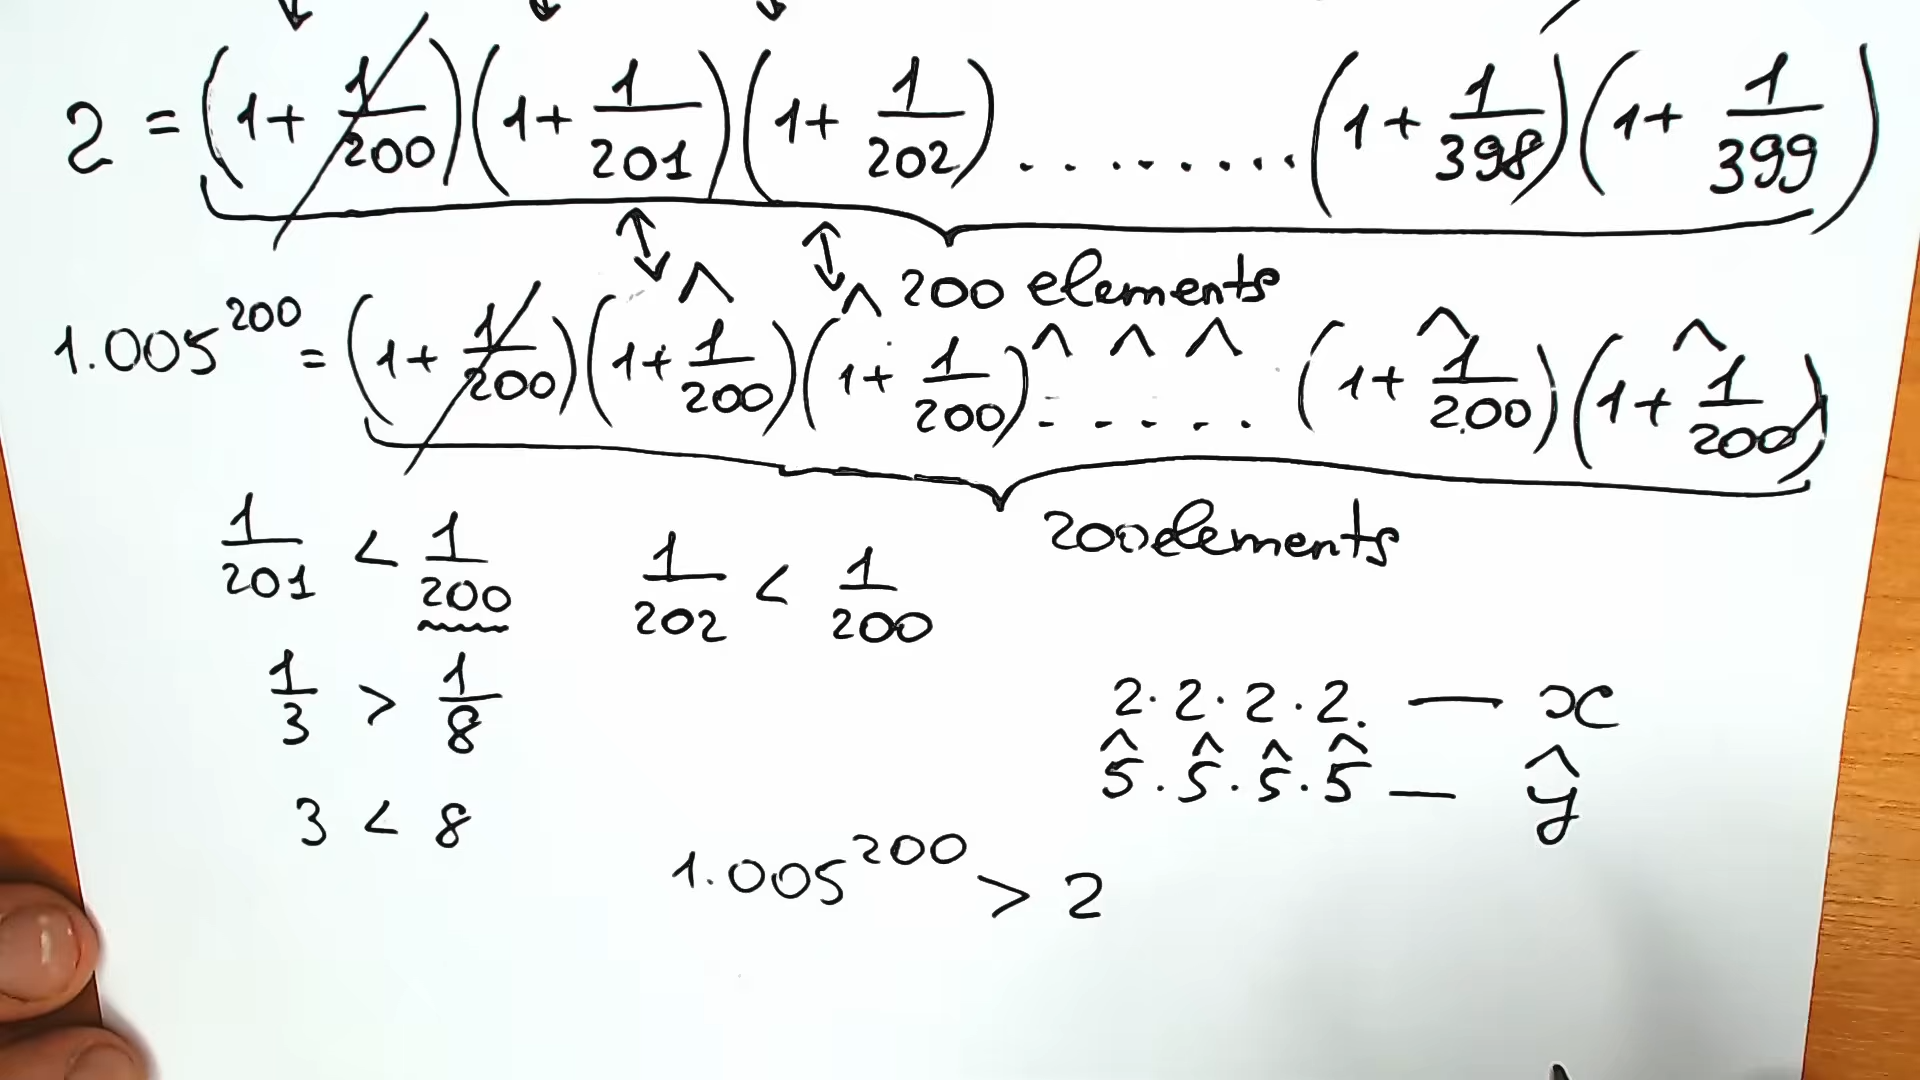 2 = (1 + 1/200)(1 + 1/201)(1 + 1/202) ......... (1 + 1/398)(1 + 1/399)
200 elements
1.005^200 = (1 + 1/200)(1 + 1/200)(1 + 1/200) ..... (1 + 1/200)(1 + 1/200)
200 elements
1/201 < 1/200 1/202 < 1/200
1/3 > 1/8
2·2·2·2. — x
^ ^ ^ ^ ^
5·5·5·5 — y
3 < 8
1.005^200 > 2